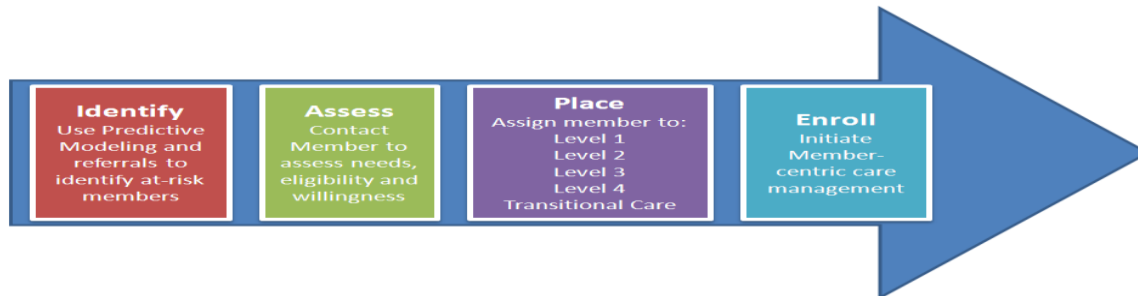 Identify
Use Predictive
Modeling and
referrals to
identify at-risk
members
Assess
Contact
Member to
assess needs,
eligibility and
willingness
Place
Assign member to:
Level 1
Level 2
Level 3
Level 4
Transitional Care
Enroll
Initiate
Member-
centric care
management